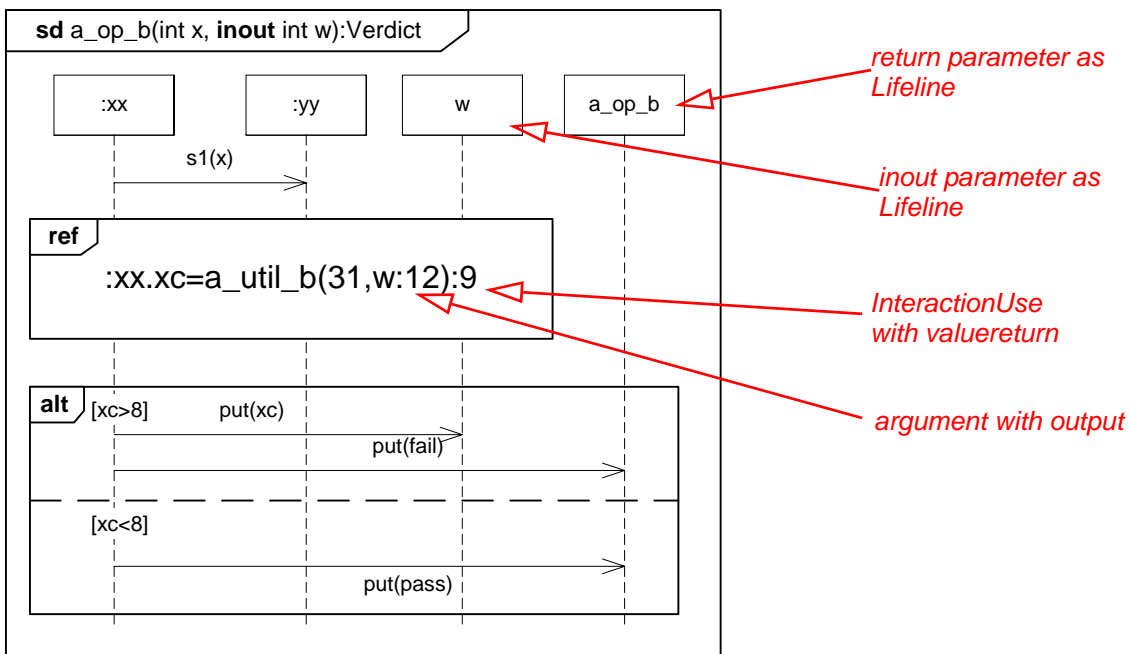 sd a_op_b(int x, inout int w):Verdict
return parameter as
Lifeline
:xx
:yy
w
a_op_b
s1(x)
inout parameter as
Lifeline
ref
:xx.xc=a_util_b(31,w:12):9
InteractionUse
with valuereturn
alt
[xc>8]
put(xc)
argument with output
put(fail)
[xc<8]
put(pass)